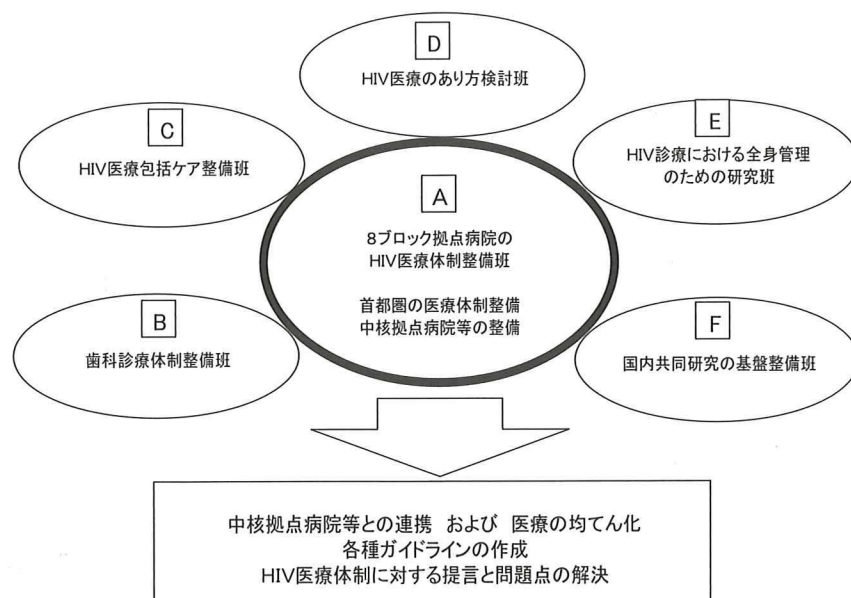 D
HIV医療のあり方検討班
C
HIV医療包括ケア整備班
E
HIV診療における全身管理
のための研究班
A
8ブロック拠点病院の
HIV医療体制整備班
首都圏の医療体制整備
中核拠点病院等の整備
B
歯科診療体制整備班
F
国内共同研究の基盤整備班
中核拠点病院等との連携 および 医療の均てん化
各種ガイドラインの作成
HIV医療体制に対する提言と問題点の解決